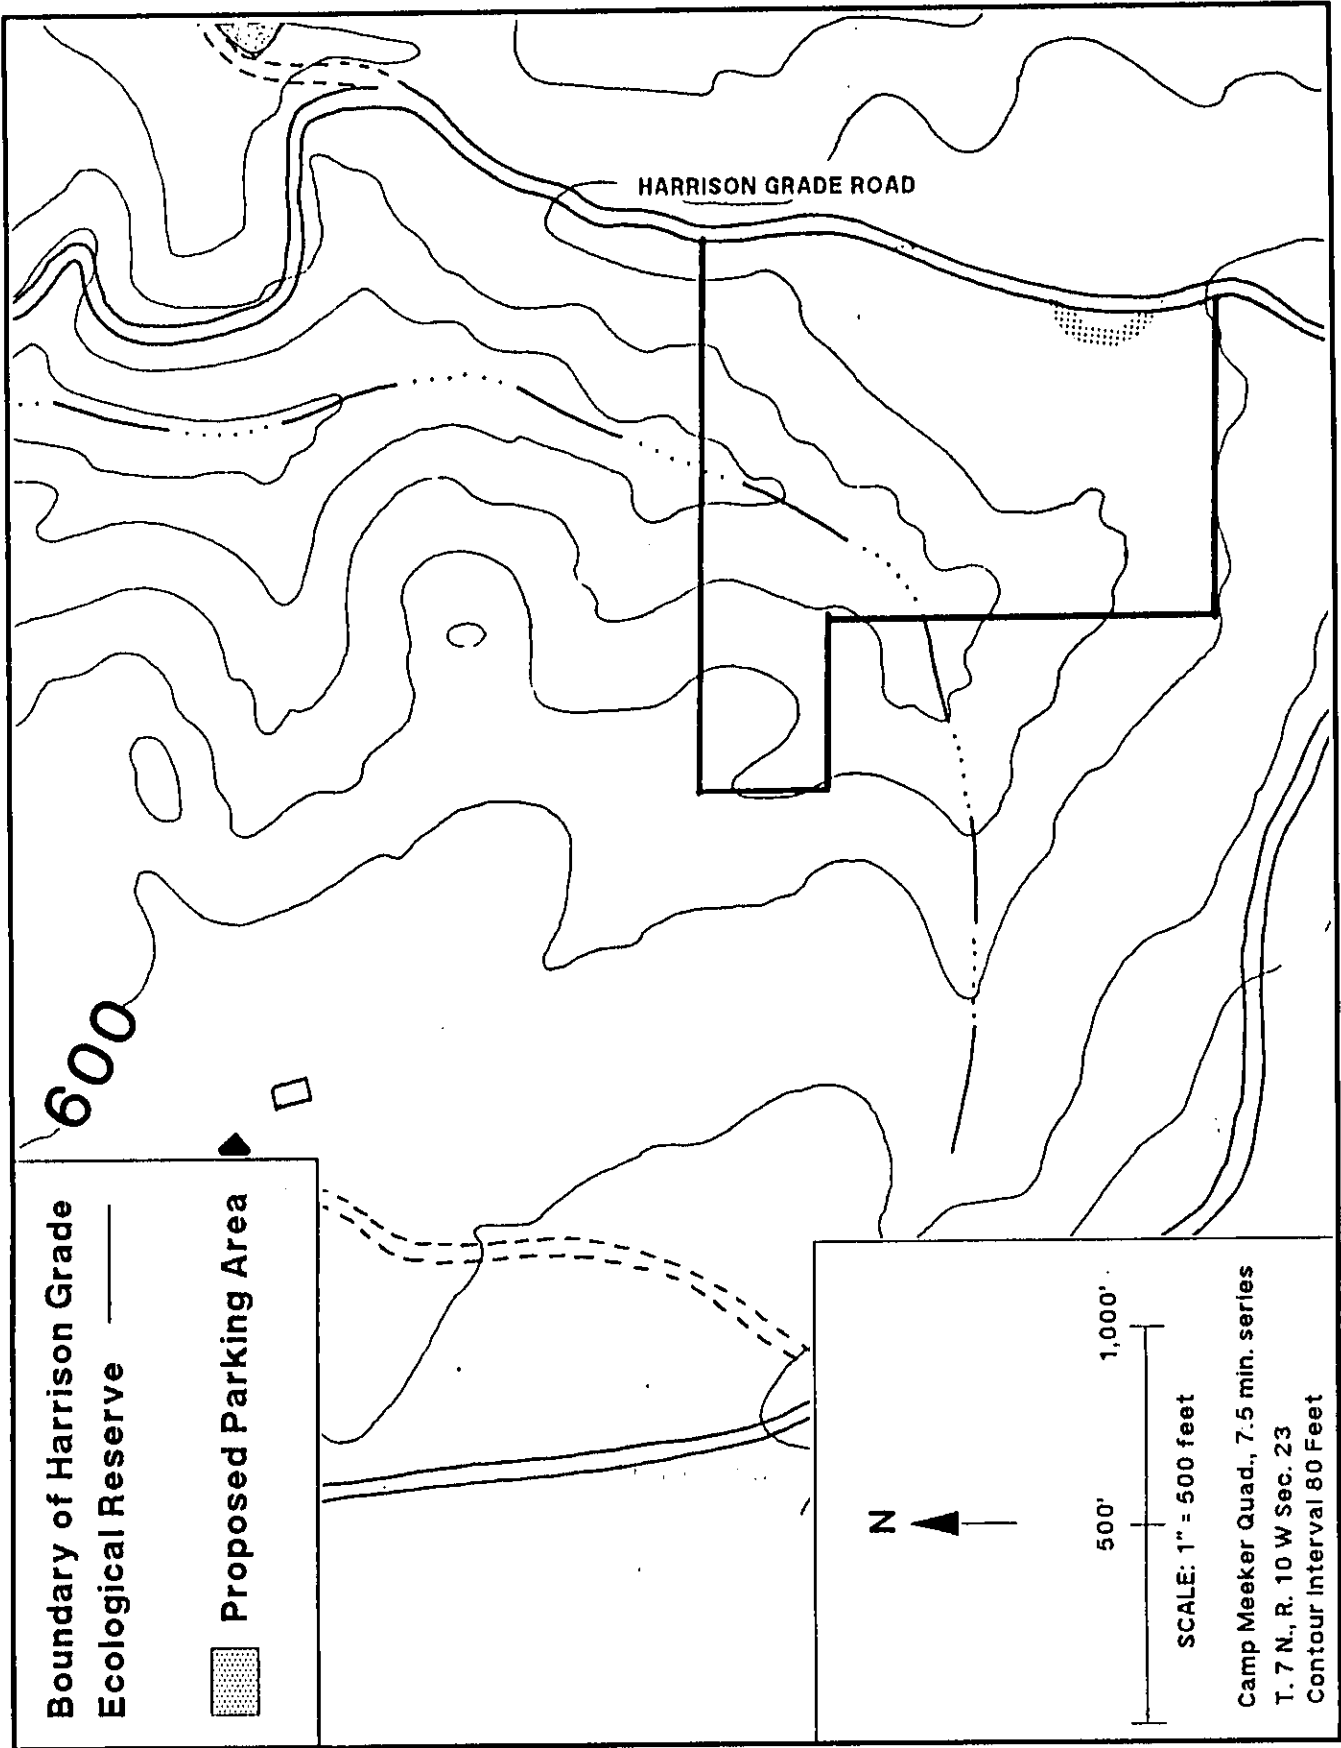 HARRISON GRADE ROAD
600
Boundary of Harrison Grade
Ecological Reserve
Proposed Parking Area
N
500'
1,000'
SCALE: 1" = 500 feet
Camp Meeker Quad., 7.5 min. series
T. 7 N., R. 10 W Sec. 23
Contour Interval 80 Feet